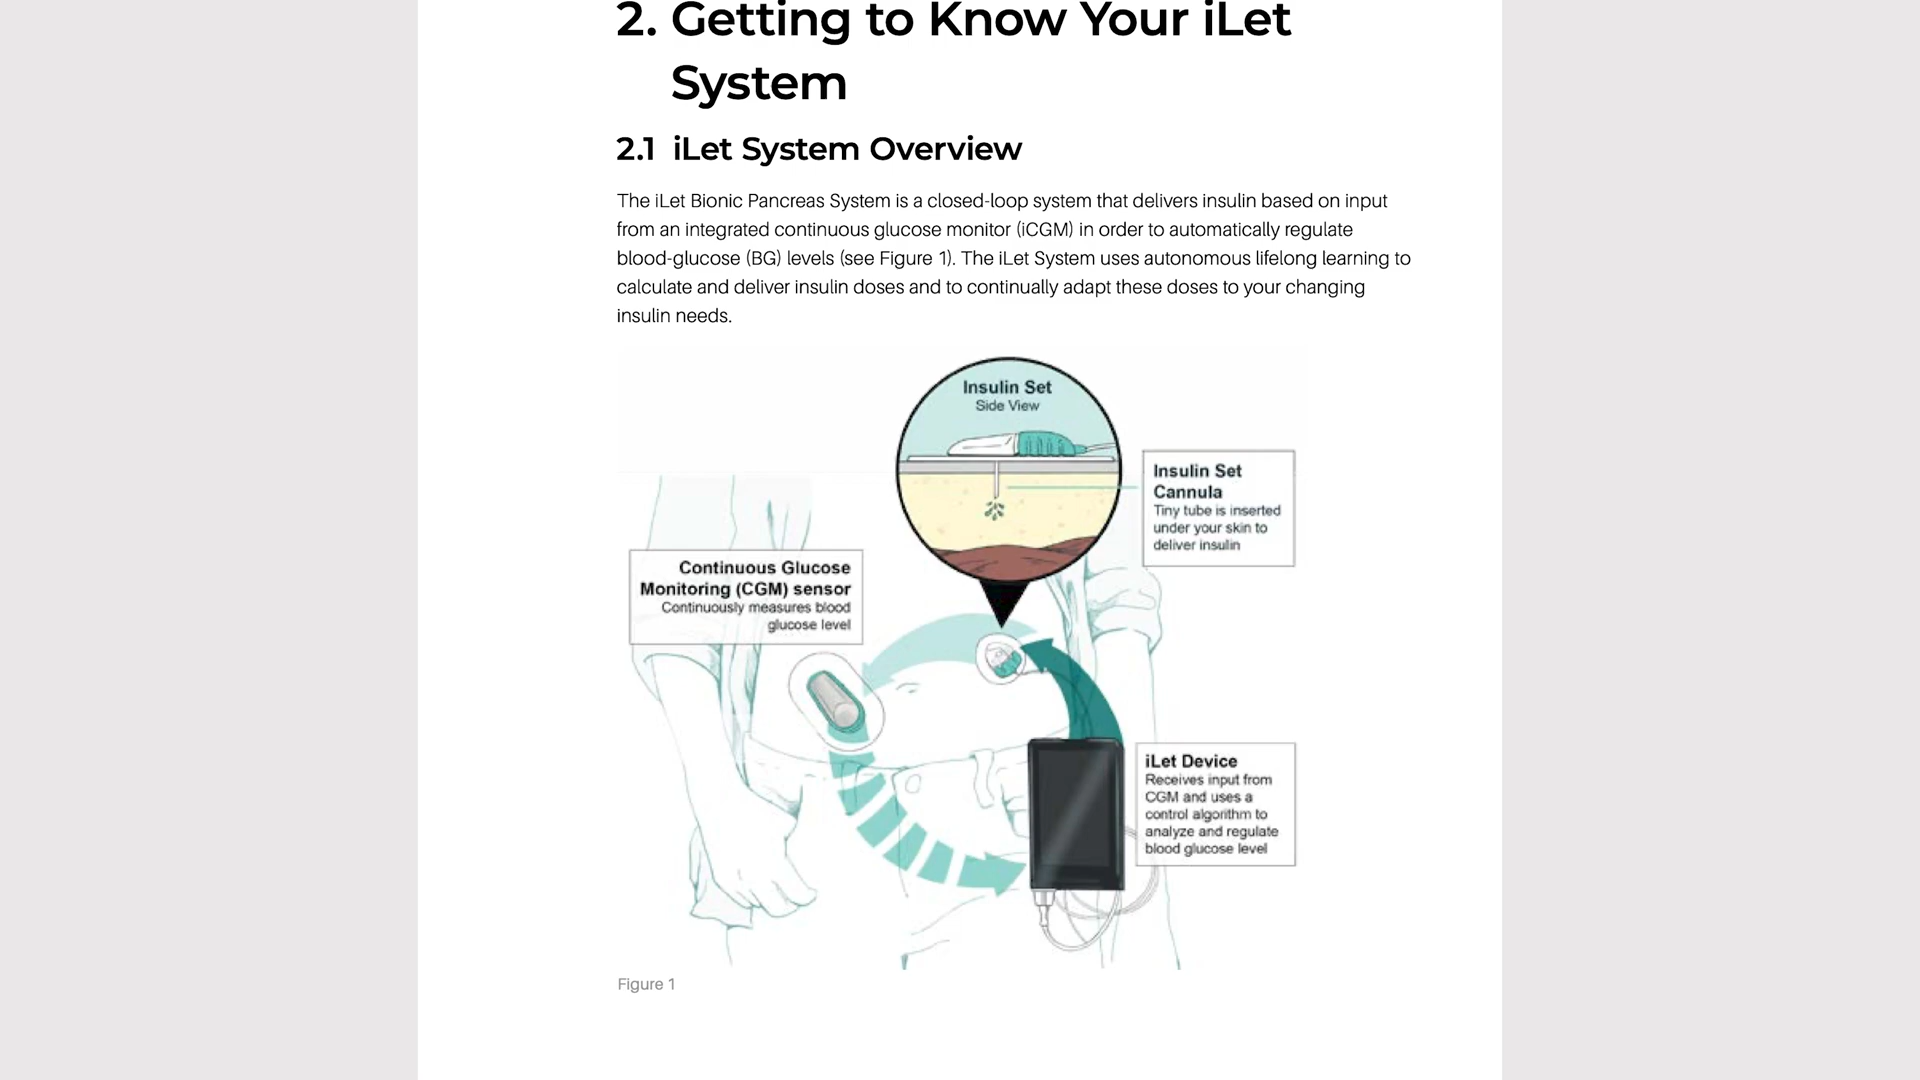 2. Getting to Know Your iLet
System
2.1 iLet System Overview
The iLet Bionic Pancreas System is a closed-loop system that delivers insulin based on input
from an integrated continuous glucose monitor (iCGM) in order to automatically regulate
blood-glucose (BG) levels (see Figure 1). The iLet System uses autonomous lifelong learning to
calculate and deliver insulin doses and to continually adapt these doses to your changing
insulin needs.
Insulin Set
Side View
Insulin Set
Cannula
Tiny tube is inserted
under your skin to
deliver insulin
Continuous Glucose
Monitoring (CGM) sensor
Continuously measures blood
glucose level
iLet Device
Receives input from
CGM and uses a
control algorithm to
analyze and regulate
blood glucose level
Figure 1